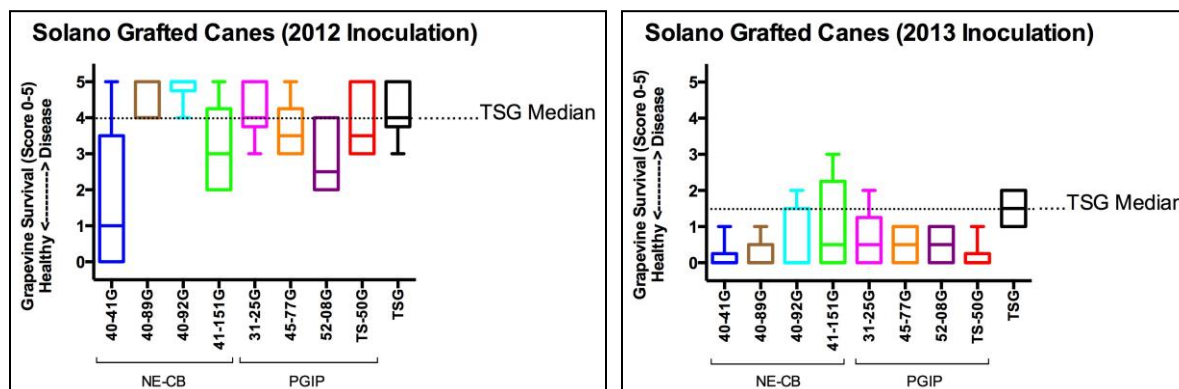 Solano Grafted Canes (2012 Inoculation)
Grapevine Survival (Score 0-5)
Healthy <--------> Disease
5
4
3
2
1
0
TSG Median
40-41G
40-89G
40-92G
41-151G
31-25G
45-77G
52-08G
TS-50G
TSG
NE-CB
PGIP
Solano Grafted Canes (2013 Inoculation)
Grapevine Survival (Score 0-5)
Healthy <--------> Disease
5
4
3
2
1
0
TSG Median
40-41G
40-89G
40-92G
41-151G
31-25G
45-77G
52-08G
TS-50G
TSG
NE-CB
PGIP